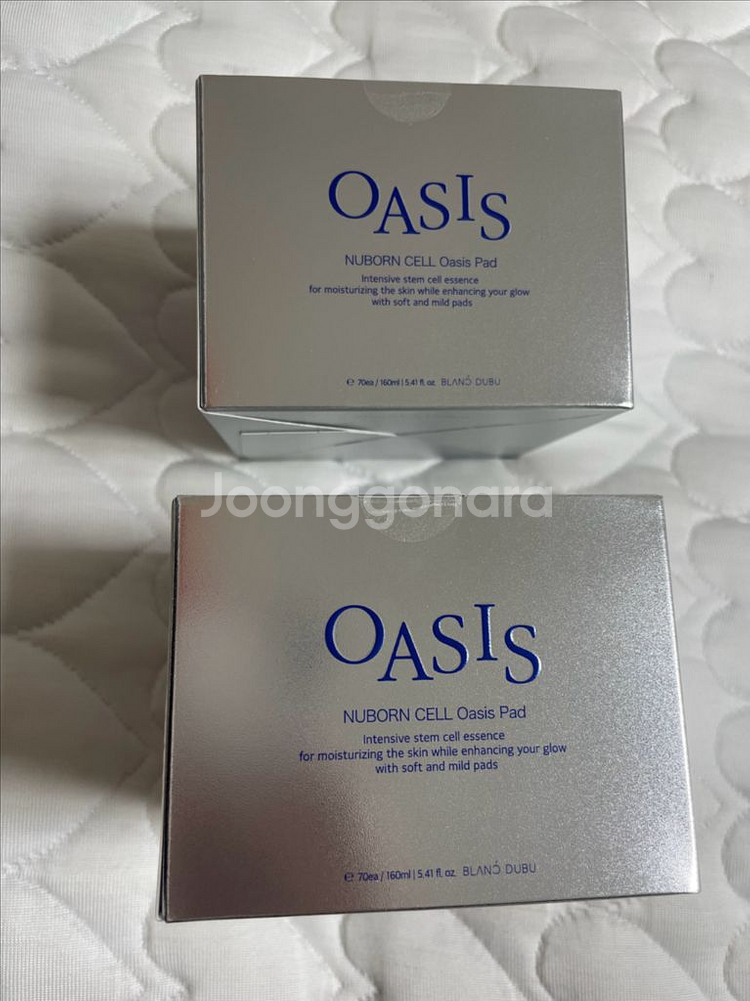 OASIS
NUBORN CELL Oasis Pad
Intensive stem cell essence
for moisturizing the skin while enhancing your glow
with soft and mild pads
℮ 70ea / 160ml | 5.41 fl. oz. BLANC DUBU
Joonggonara
OASIS
NUBORN CELL Oasis Pad
Intensive stem cell essence
for moisturizing the skin while enhancing your glow
with soft and mild pads
℮ 70ea / 160ml | 5.41 fl. oz. BLANC DUBU